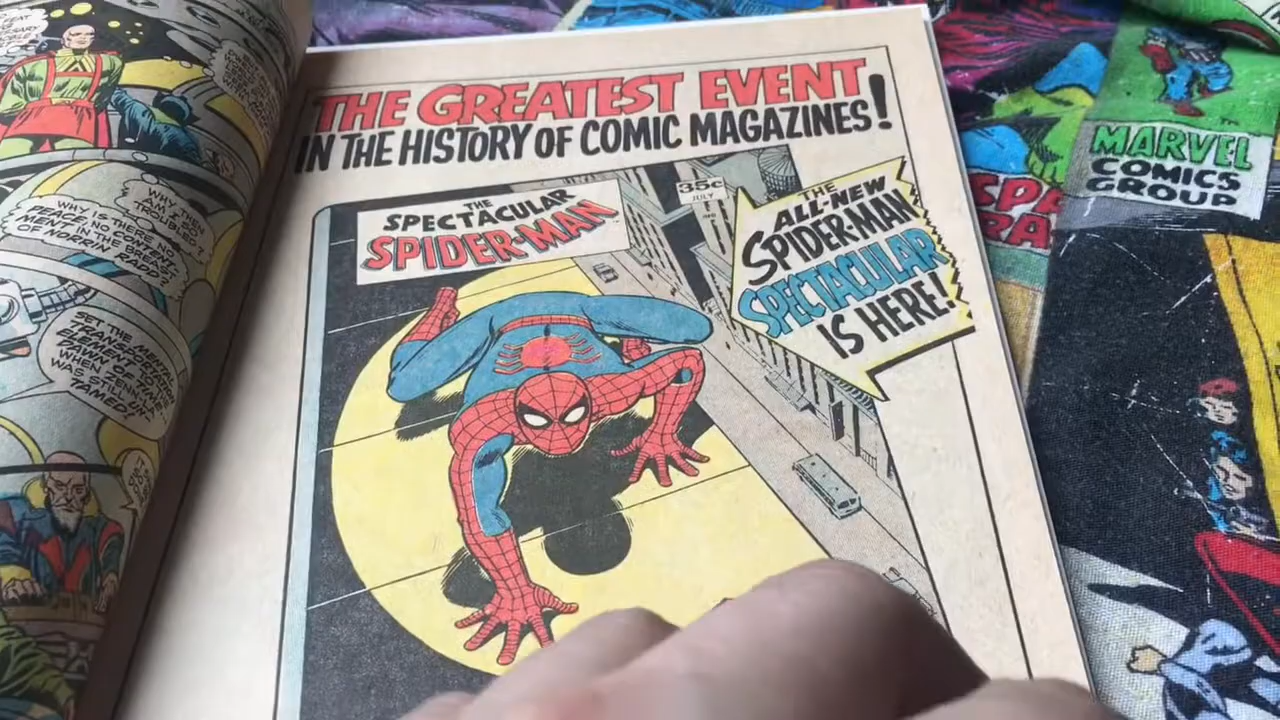 WHY, THEN,
AM I SO
TROUBLED?
WHY IS THERE NO
PEACE, NO CONTENT-
MENT, IN THE BREAST
OF NORRIN RADD?
SET THE MENTAL
TRANSPO-
ELEMENT TO THE
DAWN OF TIME
WHEN ZENN-LA
WAS STILL UN-
TAMED!
THE GREATEST EVENT
IN THE HISTORY OF COMIC MAGAZINES!
THE
SPECTACULAR
SPIDER-MAN
35¢
JULY
THE
ALL-NEW
SPIDER-MAN
SPECTACULAR
IS HERE!
MARVEL
COMICS
GROUP